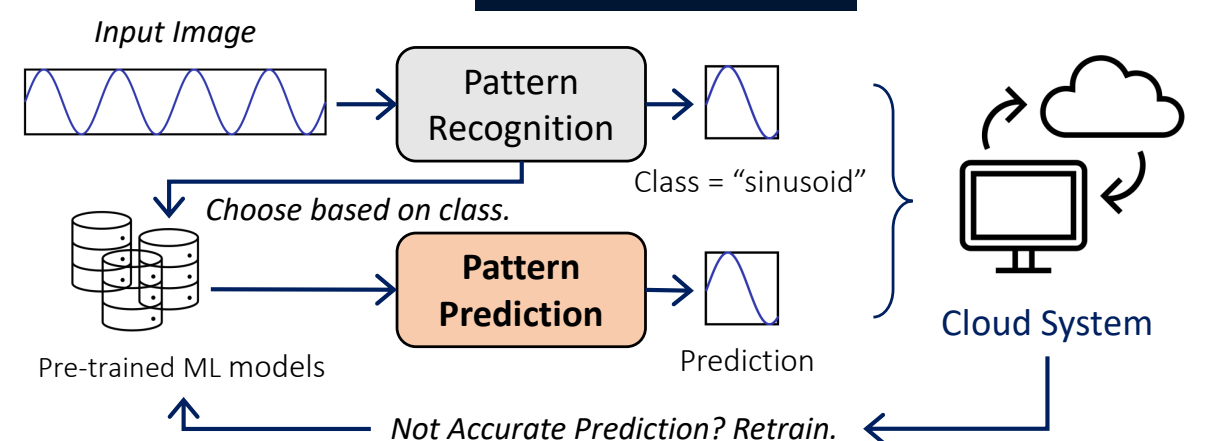 Input Image
Pattern
Recognition
Class = “sinusoid”
Choose based on class.
Pattern
Prediction
Cloud System
Prediction
Pre-trained ML models
Not Accurate Prediction? Retrain.